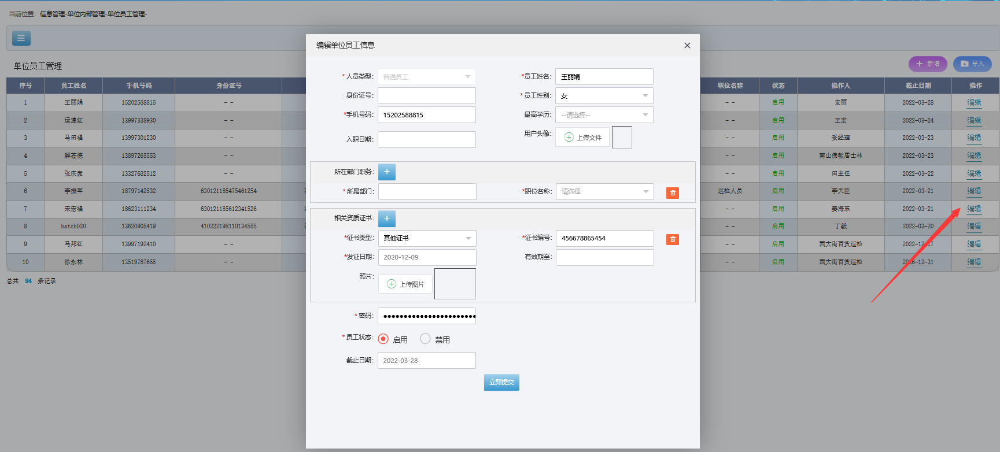 当前位置：信息管理-单位内部管理-单位员工管理-
单位员工管理
新增 导入
序号 员工姓名 手机号码 身份证号 职位名称 状态 操作人 截止日期 操作
1 王丽娟 15202588815 - - - - 启用 安丽 2022-03-28 编辑
2 运建红 13997338930 - - - - 启用 王宏 2022-03-24 编辑
3 马田福 13997301230 - - - - 启用 妥经理 2022-03-23 编辑
4 解苍德 13897265553 - - - - 启用 南山佛教居士林 2022-03-23 编辑
5 张庆彦 13327682512 - - - - 启用 田主任 2022-03-22 编辑
6 李振军 18797142532 630121185475461254 巡检人员 启用 李天臣 2022-03-21 编辑
7 宋宏福 18623111234 630121185612341526 - - 启用 姜海东 2022-03-21 编辑
8 batch020 13620905419 410222198110134555 - - 启用 丁毅 2022-03-20 编辑
9 马邦红 13997192410 - - - - 启用 西大街百货巡检 2022-12-17 编辑
10 徐永林 13519787655 - - - - 启用 西大街百货巡检 2026-12-31 编辑
总共 94 条记录
编辑单位员工信息
*人员类型: 普通员工 *员工姓名: 王丽娟
身份证号: *员工性别: 女
*手机号码: 15202588815 最高学历: --请选择--
入职日期: 用户头像: 上传文件
所在部门职务: +
*所属部门: *职位名称: 请选择
相关资质证书: +
*证书类型: 其他证书 *证书编号: 456678865454
*发证日期: 2020-12-09 有效期至:
照片: 上传图片
*密码: ●●●●●●●●●●●●●●●●●●●●●●●
*员工状态: 启用 禁用
截止日期: 2022-03-28
立即提交